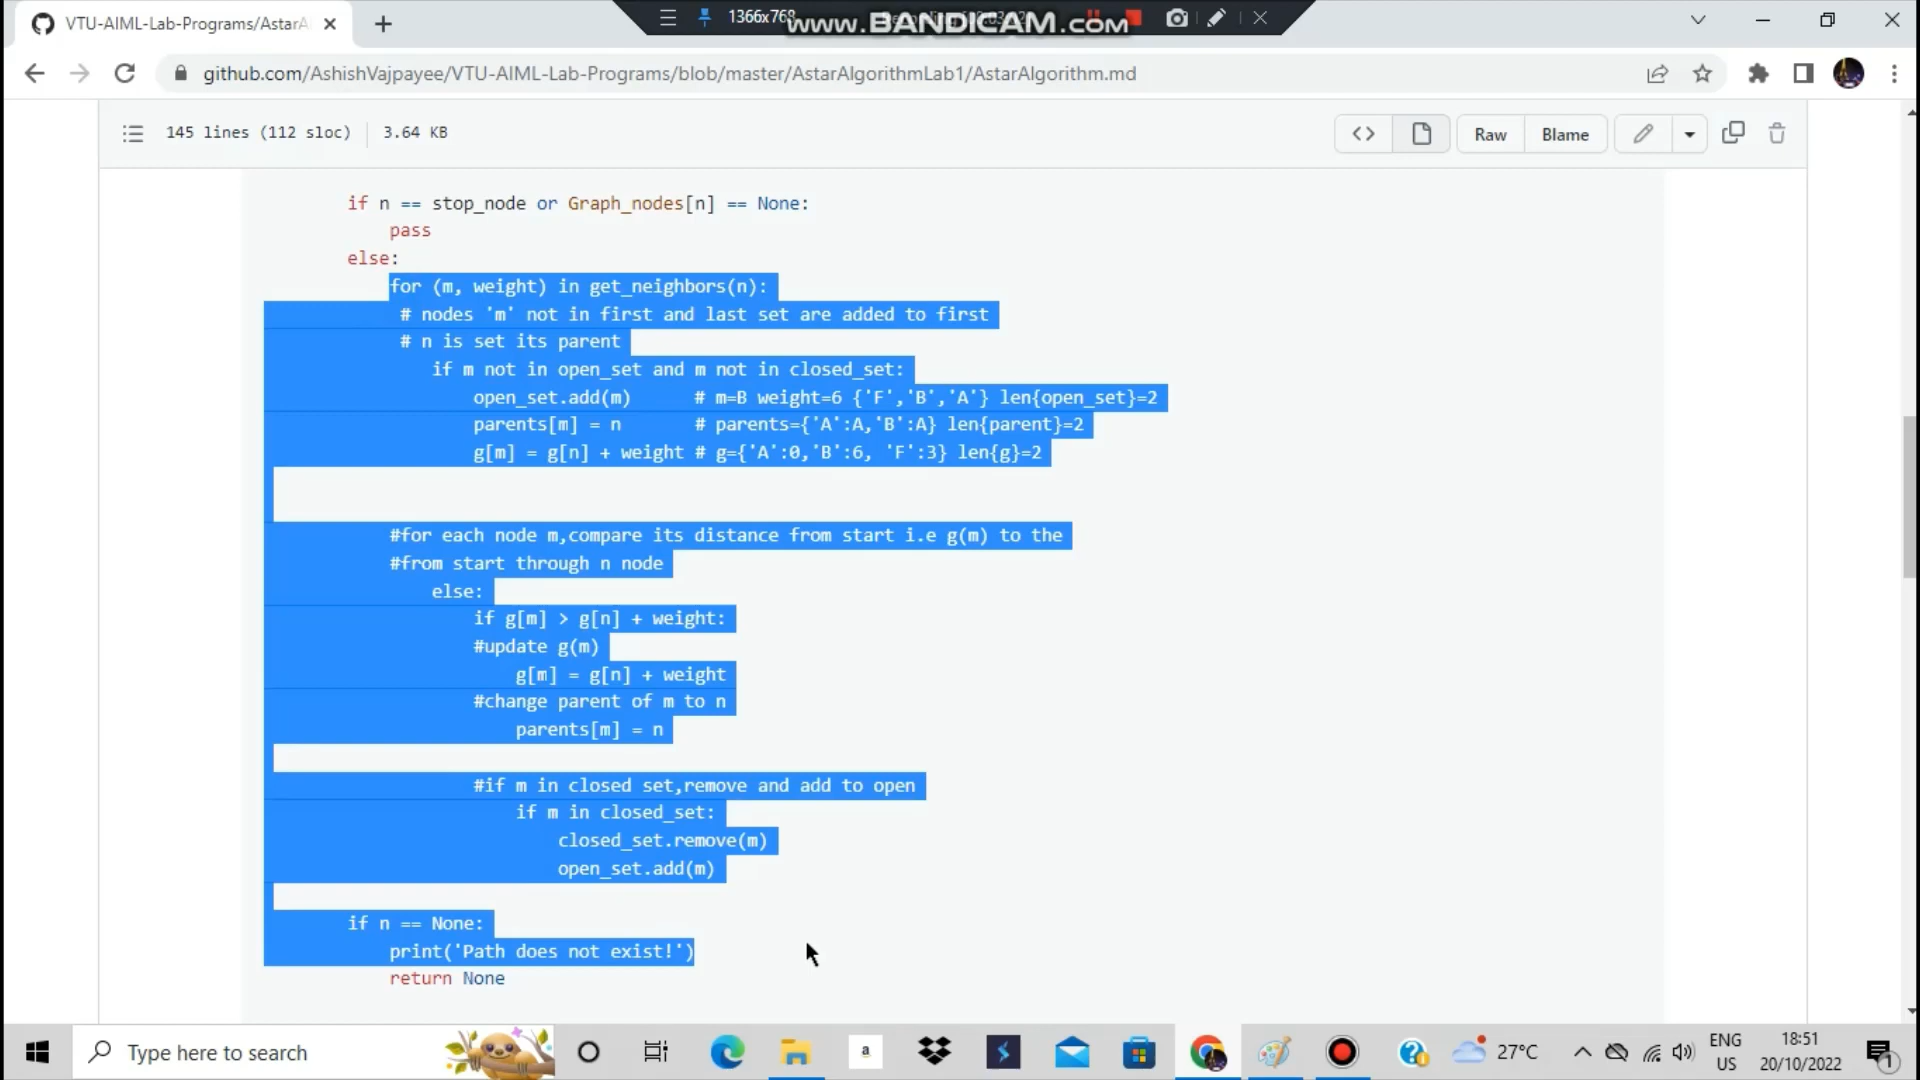 VTU-AIML-Lab-Programs/AstarA
1366x768
www.BANDICAM.com
github.com/AshishVajpayee/VTU-AIML-Lab-Programs/blob/master/AstarAlgorithmLab1/AstarAlgorithm.md
145 lines (112 sloc) 3.64 KB
Raw Blame
if n == stop_node or Graph_nodes[n] == None:
pass
else:
for (m, weight) in get_neighbors(n):
# nodes 'm' not in first and last set are added to first
# n is set its parent
if m not in open_set and m not in closed_set:
open_set.add(m) # m=B weight=6 {'F','B','A'} len{open_set}=2
parents[m] = n # parents={'A':A,'B':A} len{parent}=2
g[m] = g[n] + weight # g={'A':0,'B':6, 'F':3} len{g}=2
#for each node m,compare its distance from start i.e g(m) to the
#from start through n node
else:
if g[m] > g[n] + weight:
#update g(m)
g[m] = g[n] + weight
#change parent of m to n
parents[m] = n
#if m in closed set,remove and add to open
if m in closed_set:
closed_set.remove(m)
open_set.add(m)
if n == None:
print('Path does not exist!')
return None
Type here to search
a
27°C
ENG
US
18:51
20/10/2022
1